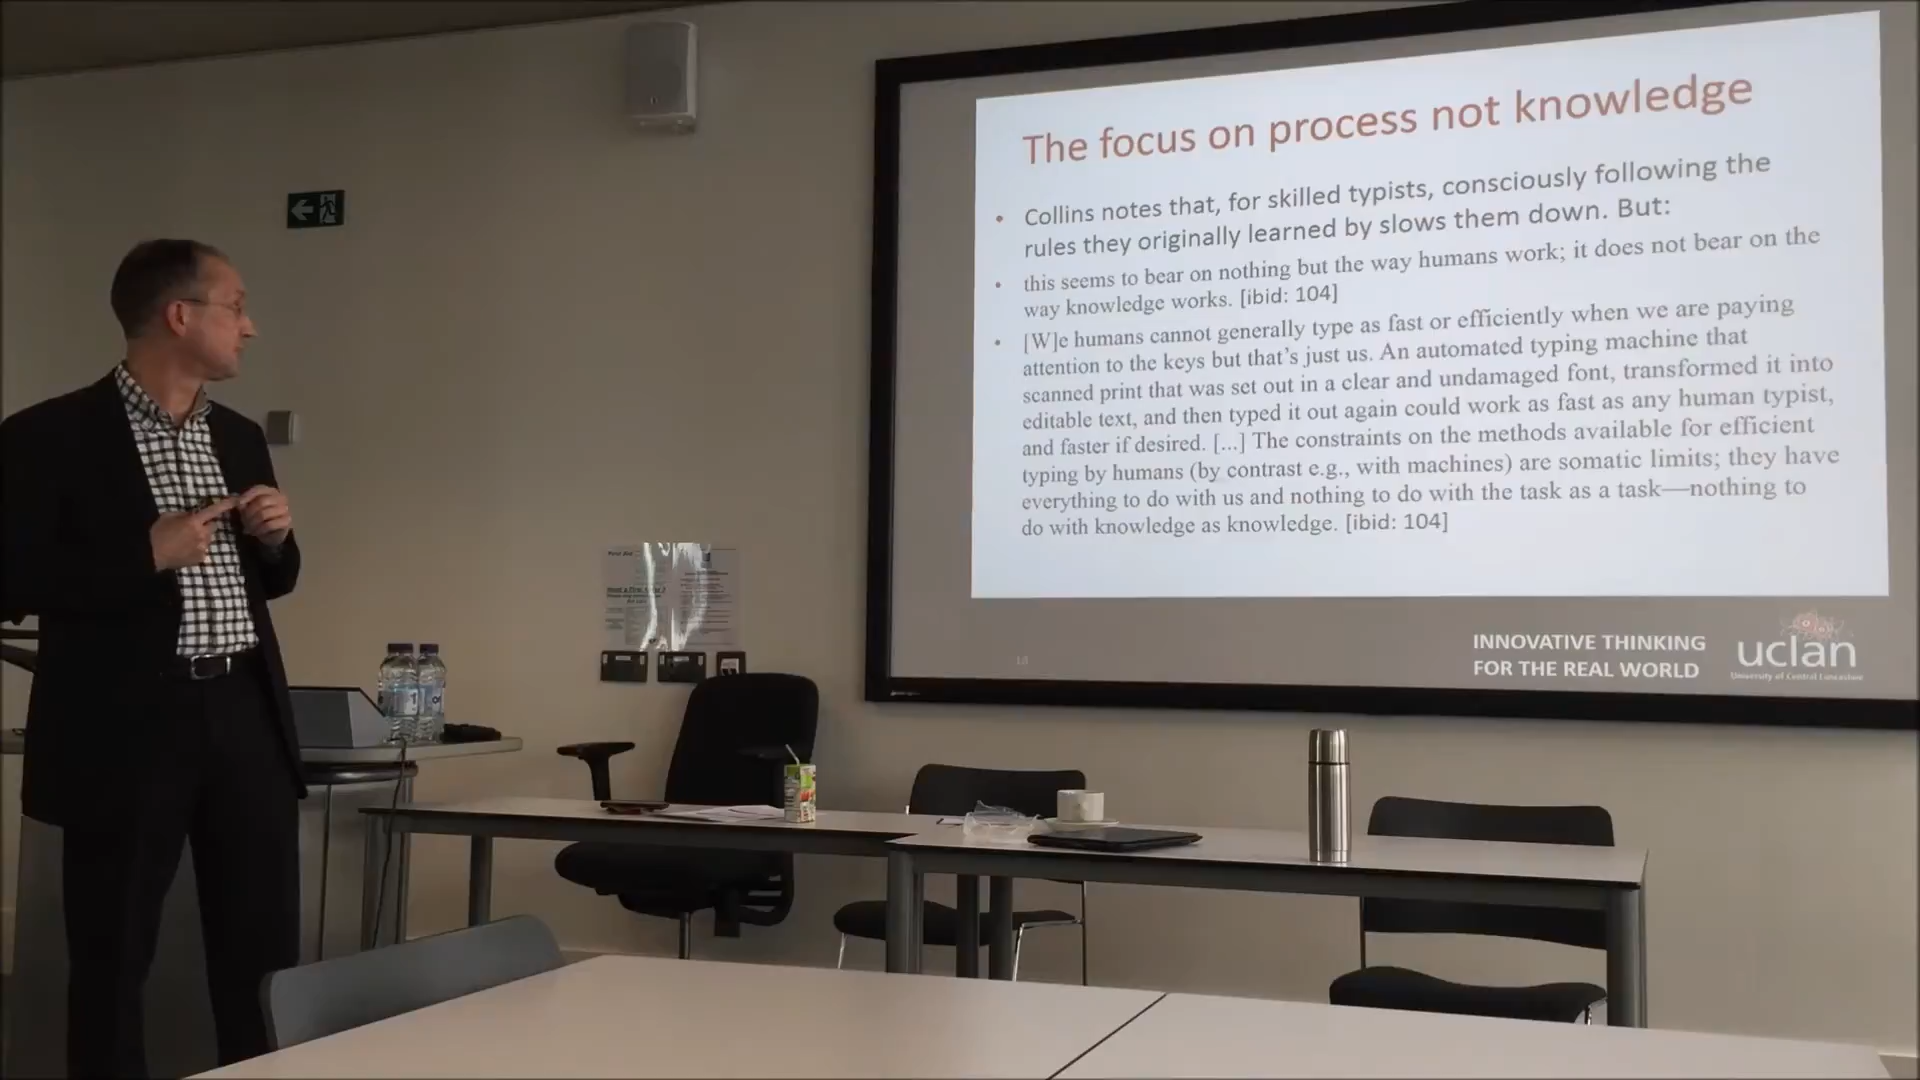 The focus on process not knowledge
• Collins notes that, for skilled typists, consciously following the
rules they originally learned by slows them down. But:
• this seems to bear on nothing but the way humans work; it does not bear on the
way knowledge works. [ibid: 104]
• [W]e humans cannot generally type as fast or efficiently when we are paying
attention to the keys but that’s just us. An automated typing machine that
scanned print that was set out in a clear and undamaged font, transformed it into
editable text, and then typed it out again could work as fast as any human typist,
and faster if desired. [...] The constraints on the methods available for efficient
typing by humans (by contrast e.g., with machines) are somatic limits; they have
everything to do with us and nothing to do with the task as a task—nothing to
do with knowledge as knowledge. [ibid: 104]
18
INNOVATIVE THINKING
FOR THE REAL WORLD
uclan
University of Central Lancashire
First Aid